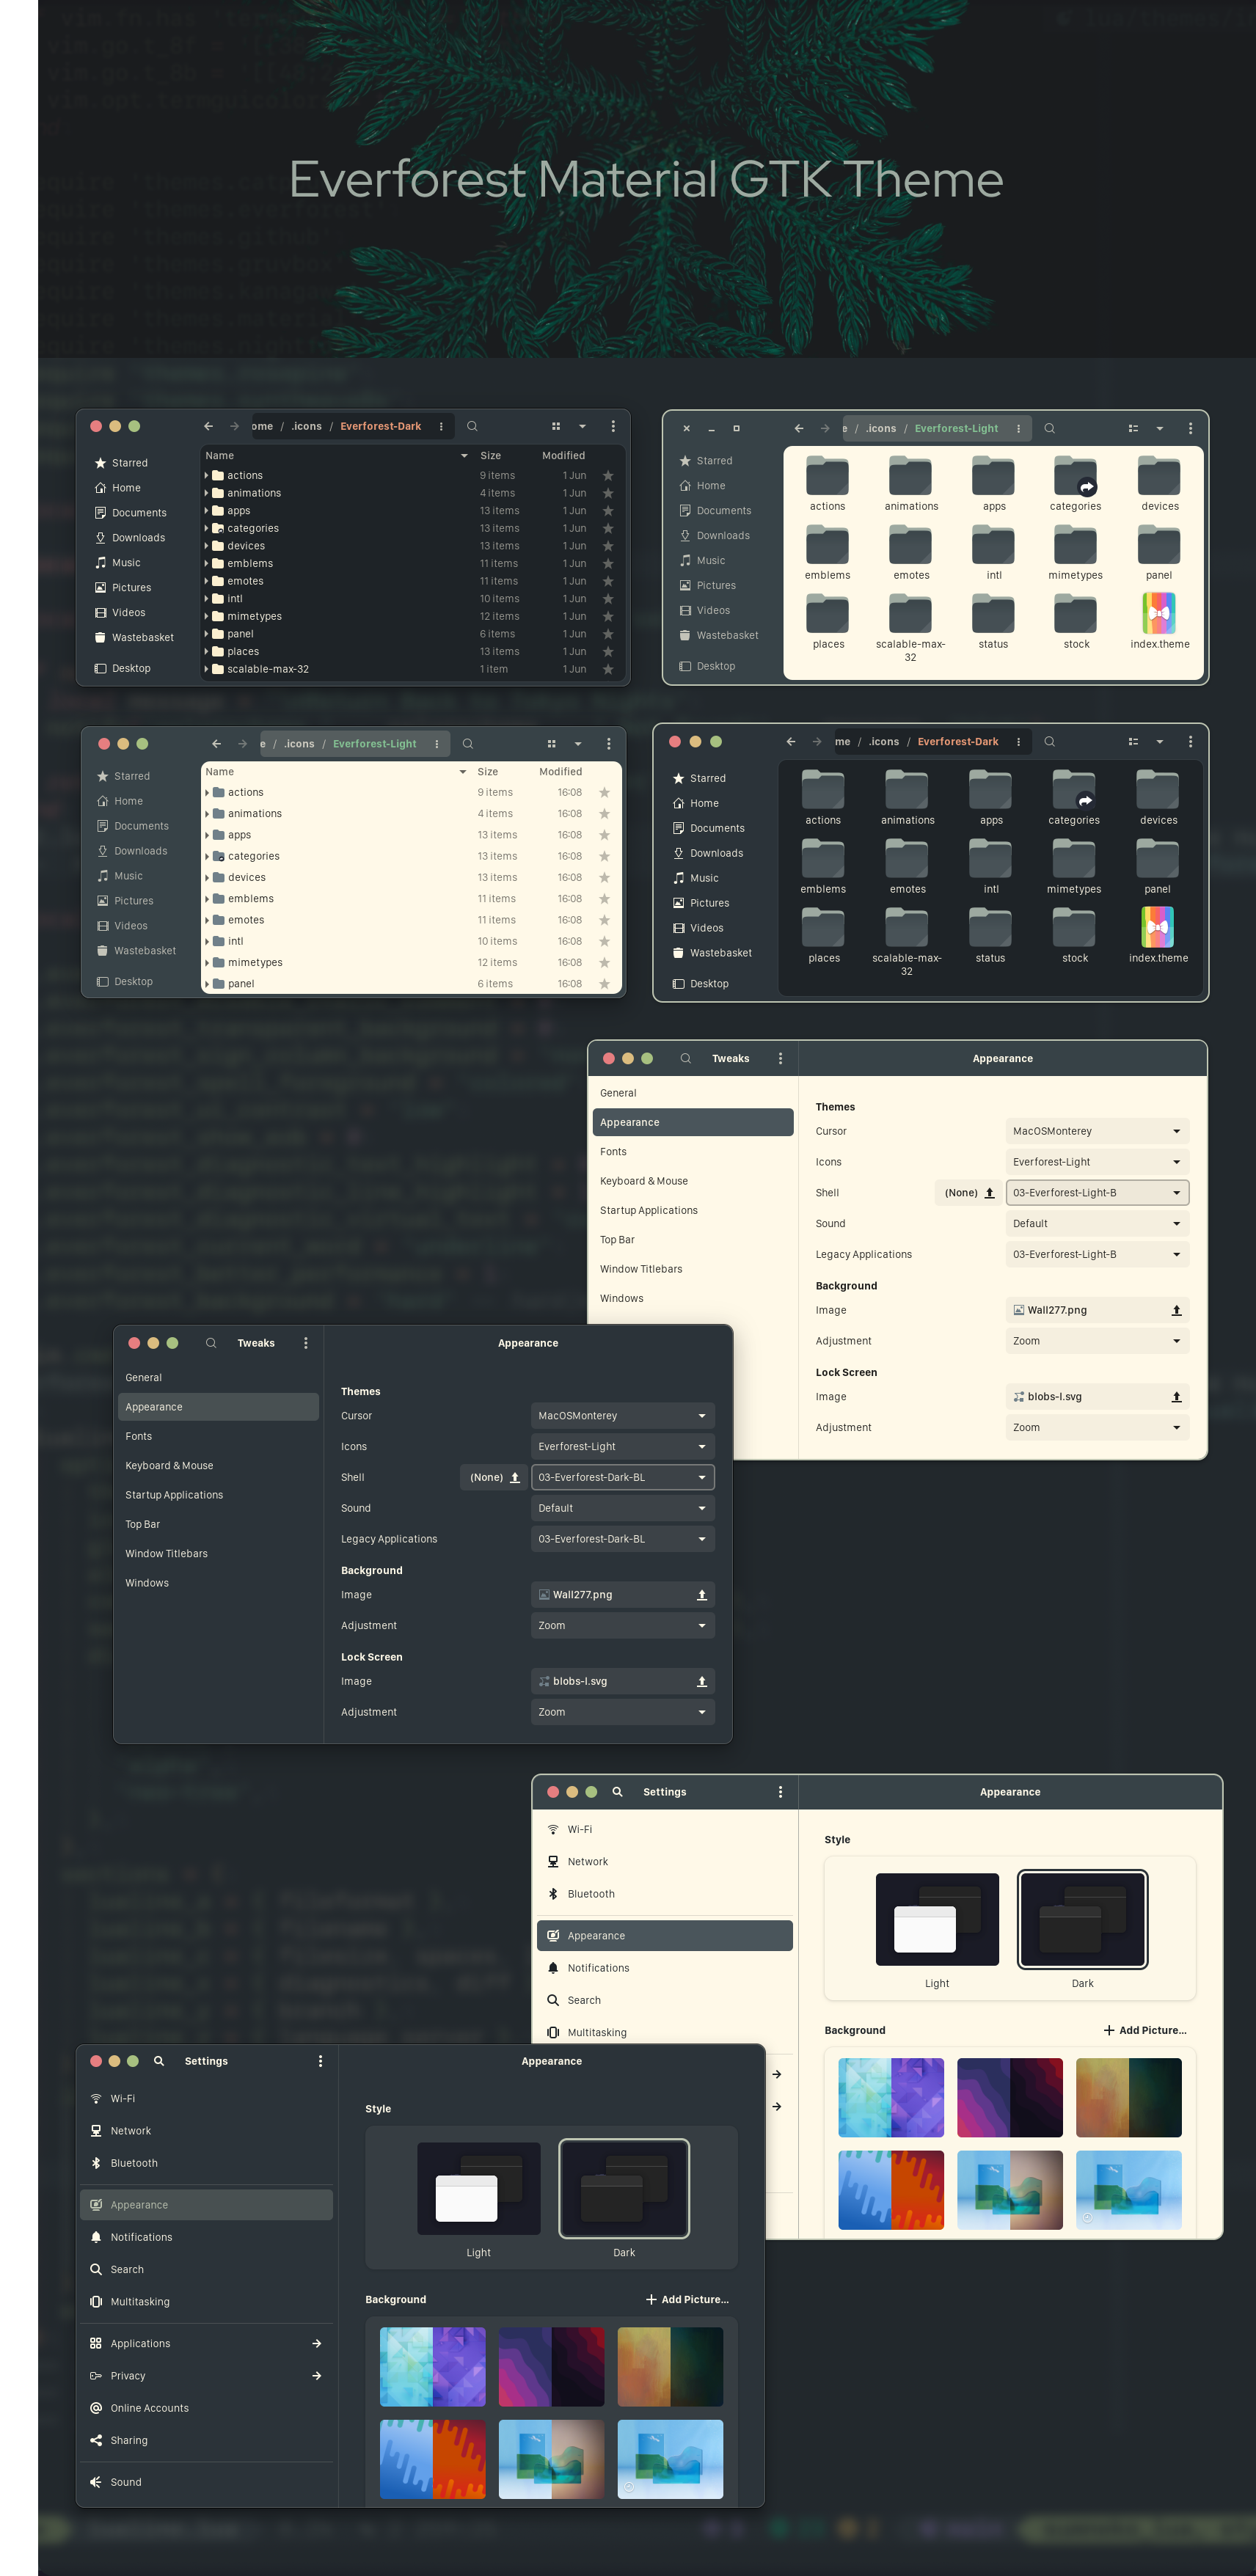 Everforest Material GTK Theme
ome / .icons / Everforest-Dark
Starred
Home
Documents
Downloads
Music
Pictures
Videos
Wastebasket
Desktop
Name Size Modified
actions 9 items 1 Jun
animations 4 items 1 Jun
apps 13 items 1 Jun
categories 13 items 1 Jun
devices 13 items 1 Jun
emblems 11 items 1 Jun
emotes 11 items 1 Jun
intl 10 items 1 Jun
mimetypes 12 items 1 Jun
panel 6 items 1 Jun
places 13 items 1 Jun
scalable-max-32 1 item 1 Jun
e / .icons / Everforest-Light
Starred
Home
Documents
Downloads
Music
Pictures
Videos
Wastebasket
Desktop
actions animations apps categories devices
emblems emotes intl mimetypes panel
places scalable-max-32 status stock index.theme
e / .icons / Everforest-Light
Starred
Home
Documents
Downloads
Music
Pictures
Videos
Wastebasket
Desktop
Name Size Modified
actions 9 items 16:08
animations 4 items 16:08
apps 13 items 16:08
categories 13 items 16:08
devices 13 items 16:08
emblems 11 items 16:08
emotes 11 items 16:08
intl 10 items 16:08
mimetypes 12 items 16:08
panel 6 items 16:08
me / .icons / Everforest-Dark
Starred
Home
Documents
Downloads
Music
Pictures
Videos
Wastebasket
Desktop
actions animations apps categories devices
emblems emotes intl mimetypes panel
places scalable-max-32 status stock index.theme
Tweaks Appearance
General
Appearance
Fonts
Keyboard & Mouse
Startup Applications
Top Bar
Window Titlebars
Windows
Themes
Cursor MacOSMonterey
Icons Everforest-Light
Shell (None) 03-Everforest-Light-B
Sound Default
Legacy Applications 03-Everforest-Light-B
Background
Image Wall277.png
Adjustment Zoom
Lock Screen
Image blobs-l.svg
Adjustment Zoom
Tweaks Appearance
General
Appearance
Fonts
Keyboard & Mouse
Startup Applications
Top Bar
Window Titlebars
Windows
Themes
Cursor MacOSMonterey
Icons Everforest-Light
Shell (None) 03-Everforest-Dark-BL
Sound Default
Legacy Applications 03-Everforest-Dark-BL
Background
Image Wall277.png
Adjustment Zoom
Lock Screen
Image blobs-l.svg
Adjustment Zoom
Settings Appearance
Wi-Fi
Network
Bluetooth
Appearance
Notifications
Search
Multitasking
Style
Light Dark
Background Add Picture...
Settings Appearance
Wi-Fi
Network
Bluetooth
Appearance
Notifications
Search
Multitasking
Applications
Privacy
Online Accounts
Sharing
Sound
Style
Light Dark
Background Add Picture...